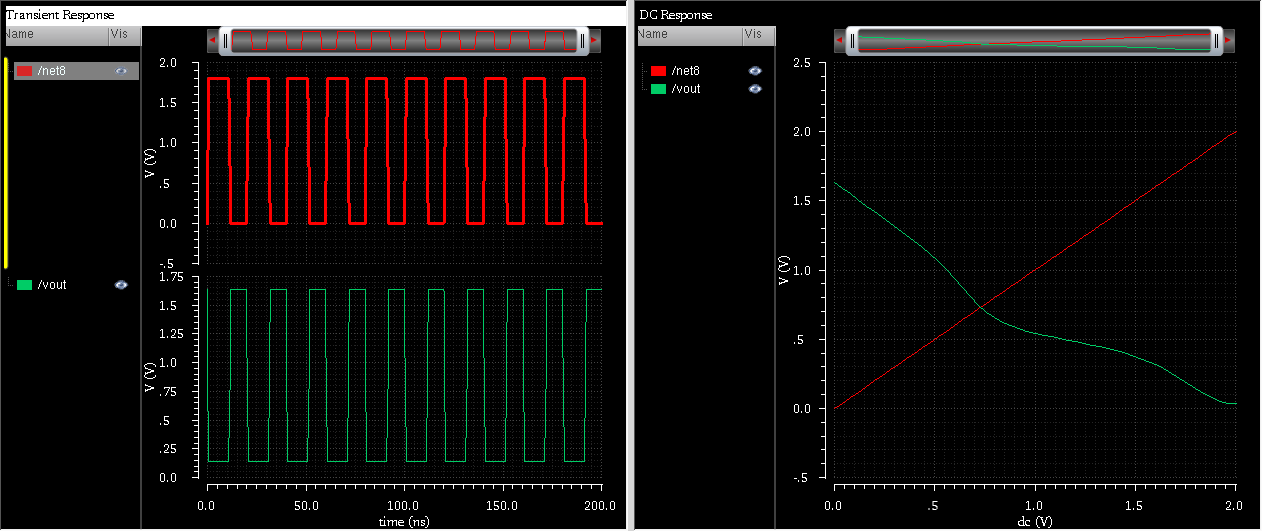 Transient Response
Name Vis
/net8
2.0
1.5
1.0
.5
0.0
-.5
V (V)
/vout
1.75
1.5
1.25
1.0
.75
.5
.25
0.0
V (V)
0.0 50.0 100.0 150.0 200.0
time (ns)
DC Response
Name Vis
/net8
/vout
2.5
2.0
1.5
1.0
.5
0.0
-.5
V (V)
0.0 .5 1.0 1.5 2.0
dc (V)